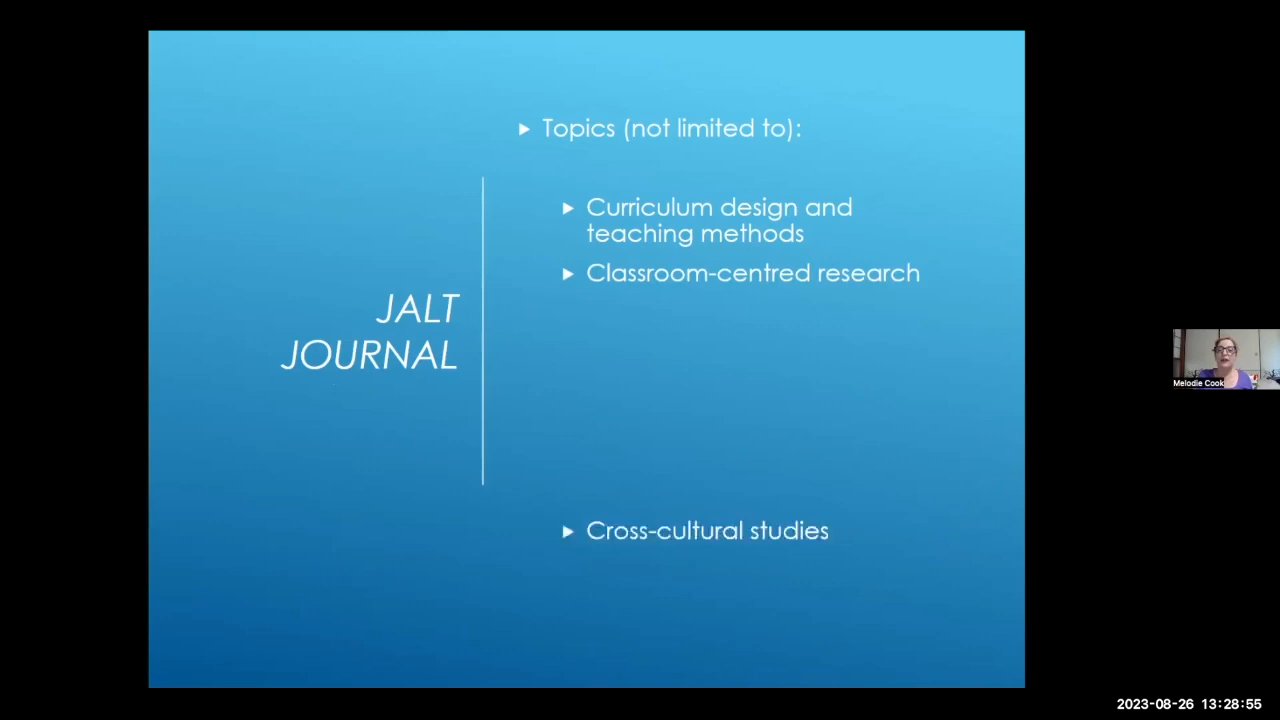 JALT
JOURNAL
Topics (not limited to):
Curriculum design and
teaching methods
Classroom-centred research
Cross-cultural studies
Melodie Cook
2023-08-26 13:28:55